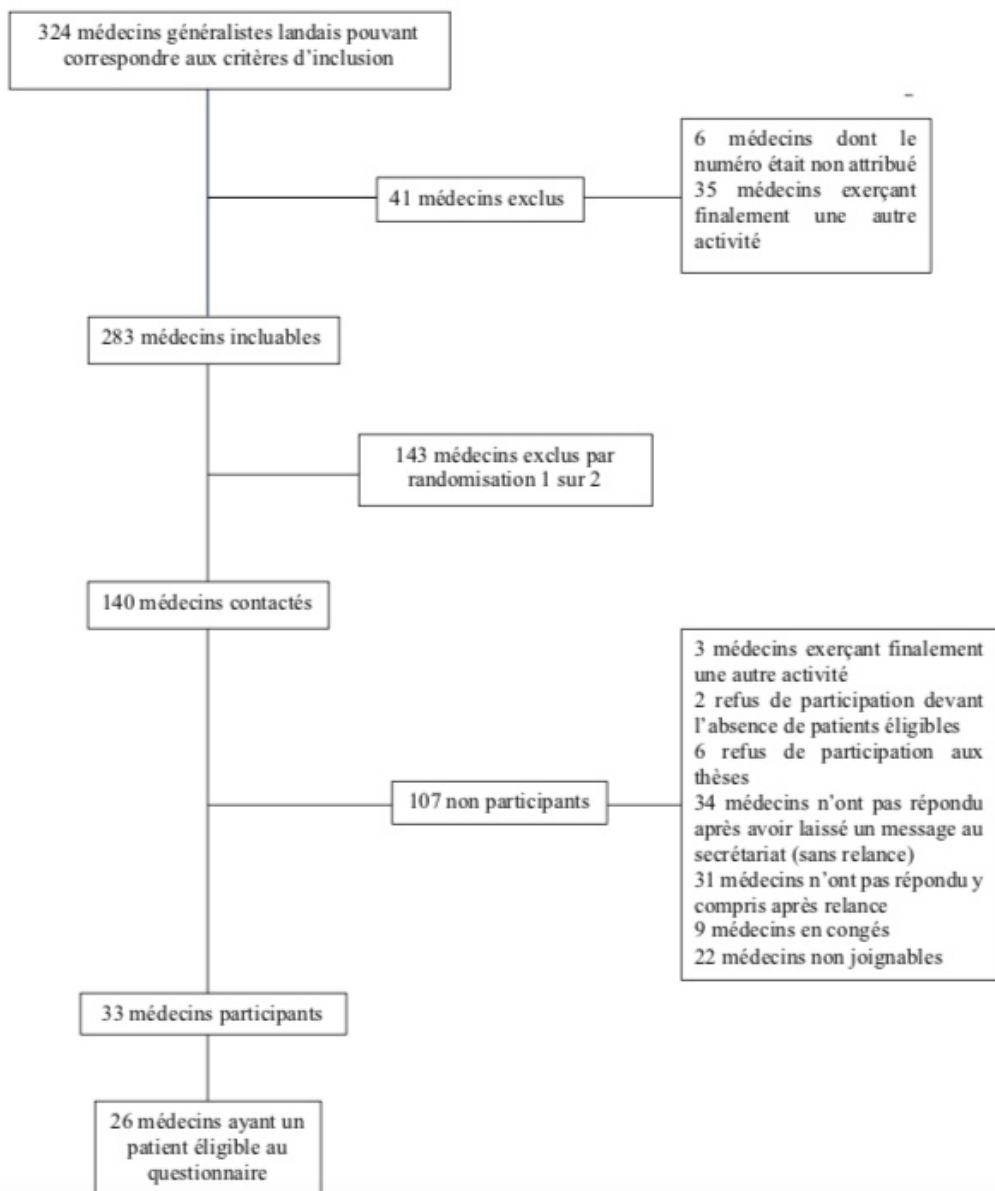 324 médecins généralistes landais pouvant
correspondre aux critères d'inclusion
6 médecins dont le
numéro était non attribué
35 médecins exerçant
finalement une autre
activité
41 médecins exclus
283 médecins incluables
143 médecins exclus par
randomisation 1 sur 2
140 médecins contactés
3 médecins exerçant finalement
une autre activité
2 refus de participation devant
l'absence de patients éligibles
6 refus de participation aux
thèses
34 médecins n'ont pas répondu
après avoir laissé un message au
secrétariat (sans relance)
31 médecins n'ont pas répondu y
compris après relance
9 médecins en congés
22 médecins non joignables
107 non participants
33 médecins participants
26 médecins ayant un
patient éligible au
questionnaire